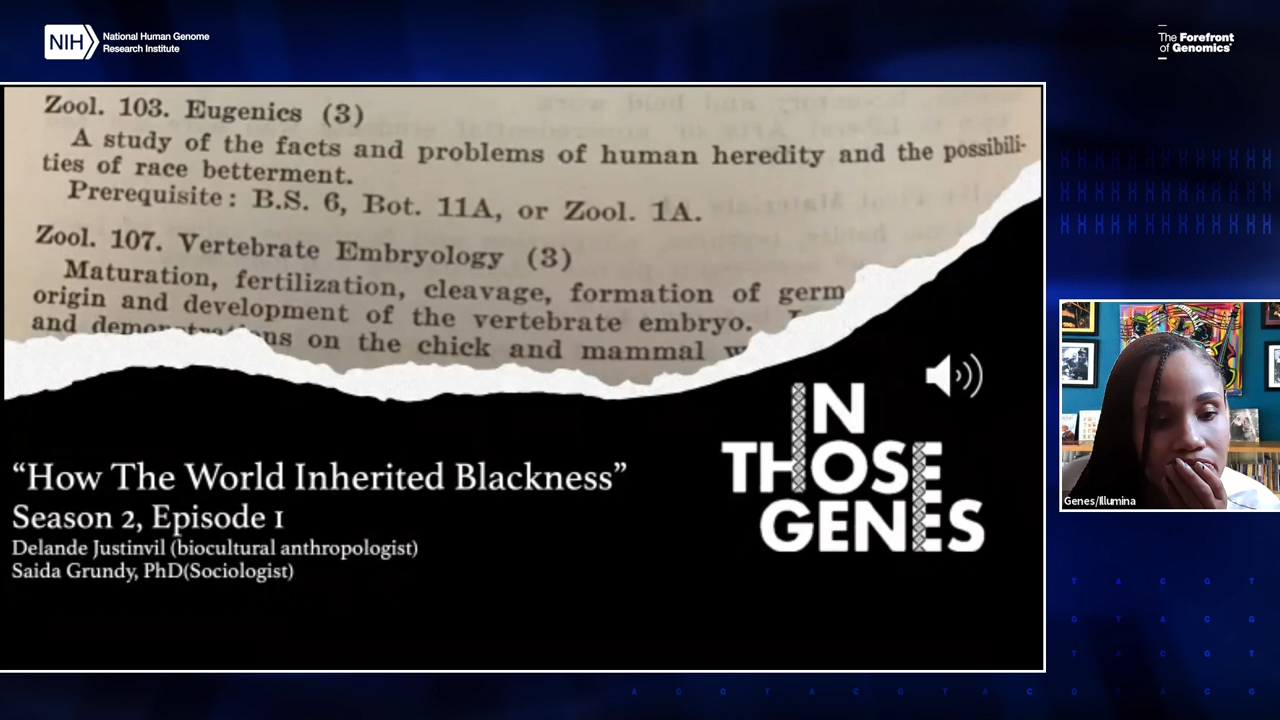 NIH
National Human Genome
Research Institute
The Forefront
of Genomics®
Zool. 103. Eugenics (3)
A study of the facts and problems of human heredity and the possibili-
ties of race betterment.
Prerequisite: B.S. 6, Bot. 11A, or Zool. 1A.
Zool. 107. Vertebrate Embryology (3)
Maturation, fertilization, cleavage, formation of germ
origin and development of the vertebrate embryo.
and ns on the chick and mammal
IN
THOSE
GENES
“How The World Inherited Blackness”
Season 2, Episode 1
Delande Justinvil (biocultural anthropologist)
Saida Grundy, PhD(Sociologist)
Genes/Illumina
T A C G T
G T A C G
T A C G T
A C G T A C G T A C G T A C G